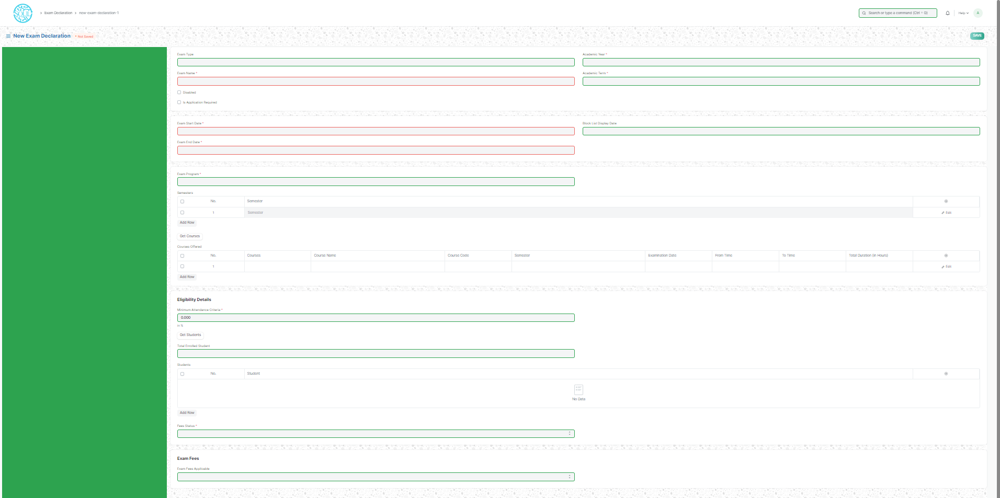 SOUL
Exam Declaration
new-exam-declaration-1
Search or type a command (Ctrl + G)
Help
A
New Exam Declaration
Not Saved
SAVE
Exam Type
Academic Year *
Exam Name *
Academic Term *
Disabled
Is Application Required
Exam Start Date *
Block List Display Date
Exam End Date *
Exam Program *
Semesters
No. Semester
1 Semester Edit
Add Row
Get Courses
Courses Offered
No. Courses Course Name Course Code Semester Examination Date From Time To Time Total Duration (in Hours)
1 Edit
Add Row
Eligibility Details
Minimum Attendance Criteria *
0.000
in %
Get Students
Total Enrolled Student
Students
No. Student
No Data
Add Row
Fees Status *
Exam Fees
Exam Fees Applicable